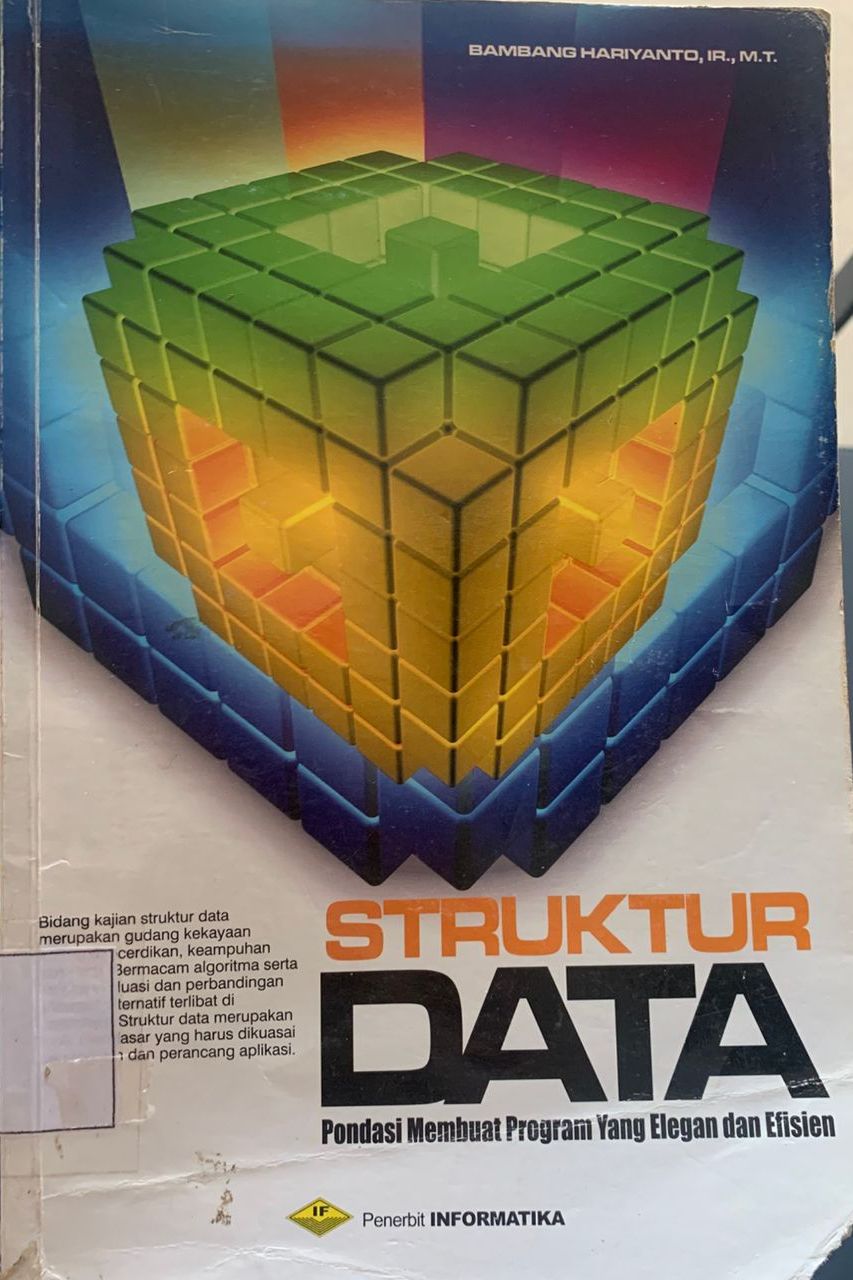 BAMBANG HARIYANTO, IR., M.T.
Bidang kajian struktur data
merupakan gudang kekayaan
cerdikan, keampuhan
Bermacam algoritma serta
luasi dan perbandingan
ternatif terlibat di
Struktur data merupakan
asar yang harus dikuasai
dan perancang aplikasi.
STRUKTUR
DATA
Pondasi Membuat Program Yang Elegan dan Efisien
IF
Penerbit INFORMATIKA